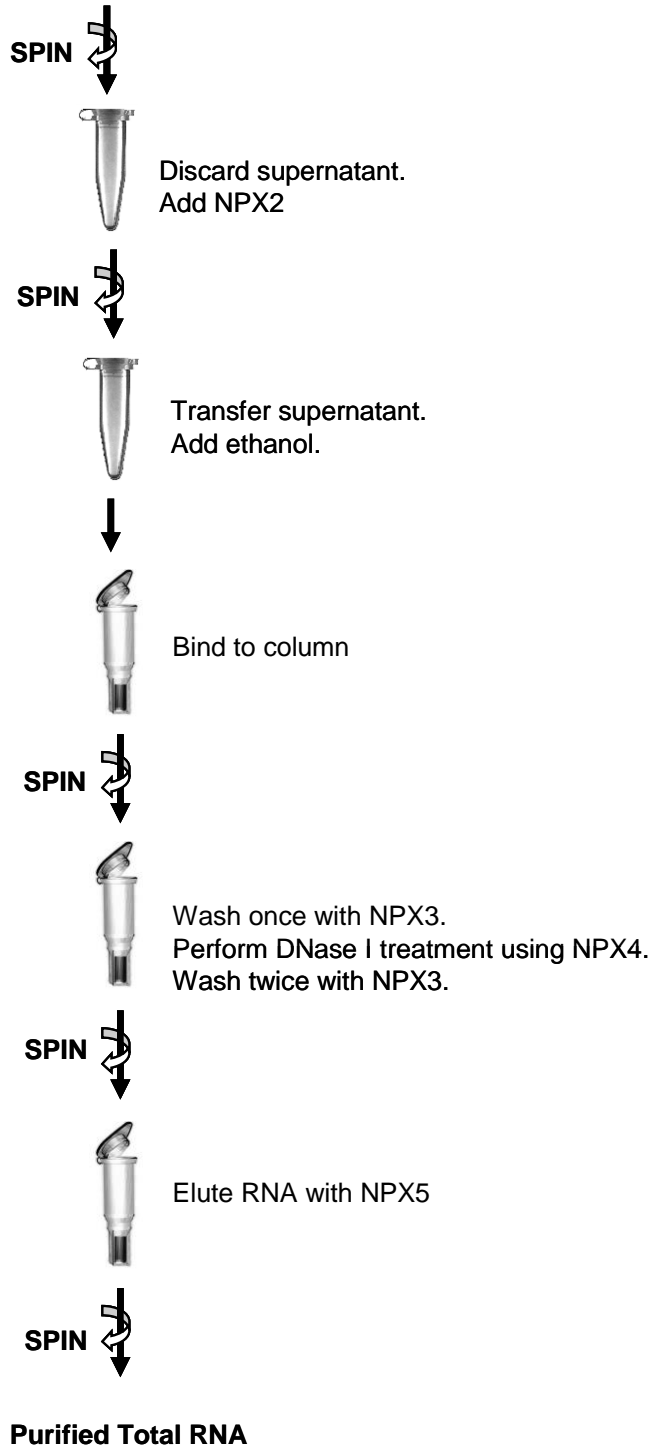 SPIN
Discard supernatant.
Add NPX2
SPIN
Transfer supernatant.
Add ethanol.
Bind to column
SPIN
Wash once with NPX3.
Perform DNase I treatment using NPX4.
Wash twice with NPX3.
SPIN
Elute RNA with NPX5
SPIN
Purified Total RNA